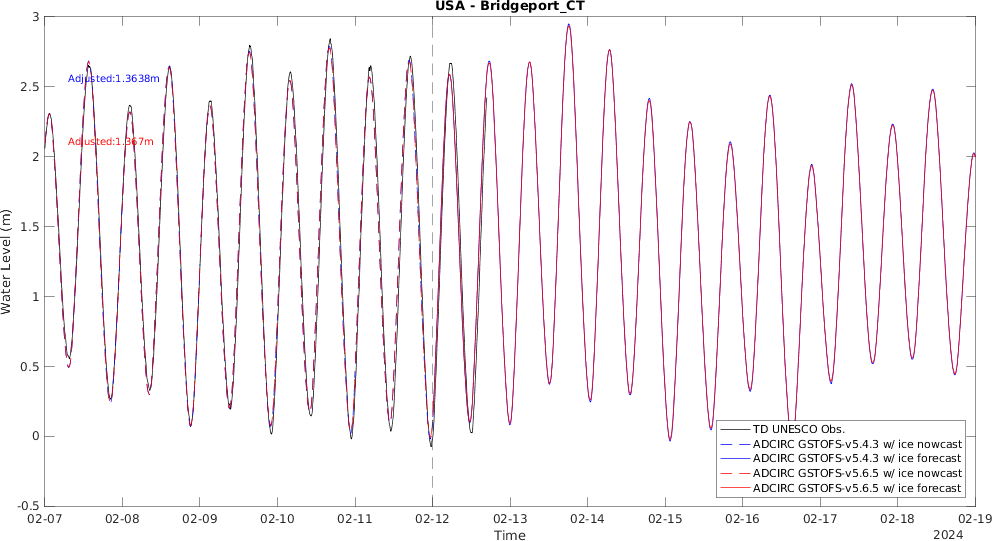 USA - Bridgeport_CT
3
2.5
2
1.5
1
0.5
0
-0.5
Water Level (m)
Adjusted:1.3638m
Adjusted:1.367m
TD UNESCO Obs.
ADCIRC GSTOFS-v5.4.3 w/ ice nowcast
ADCIRC GSTOFS-v5.4.3 w/ ice forecast
ADCIRC GSTOFS-v5.6.5 w/ ice nowcast
ADCIRC GSTOFS-v5.6.5 w/ ice forecast
02-07 02-08 02-09 02-10 02-11 02-12 02-13 02-14 02-15 02-16 02-17 02-18 02-19
Time
2024